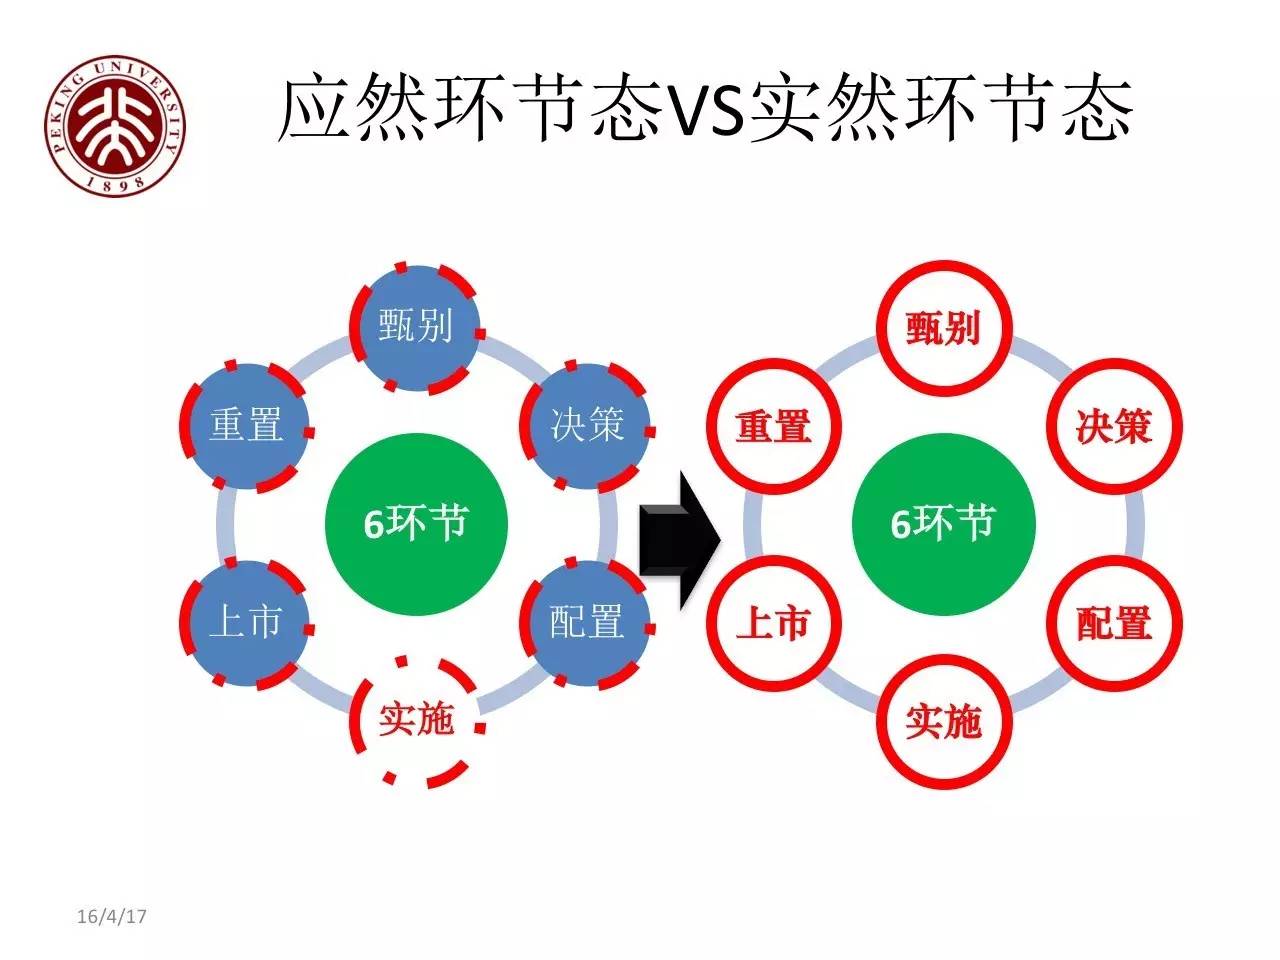 PEKING UNIVERSITY
1898
应然环节态VS实然环节态
甄别
重置
决策
6环节
上市
配置
实施
甄别
重置
决策
6环节
上市
配置
实施
16/4/17